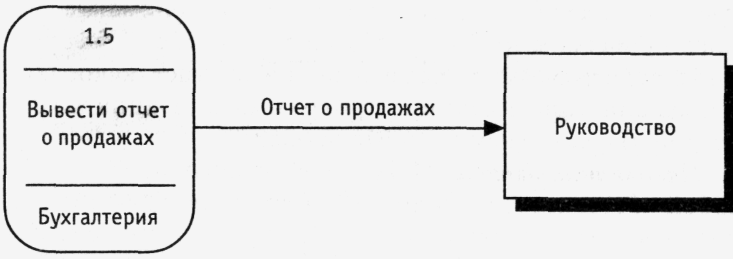 1.5
Вывести отчет
о продажах
Бухгалтерия
Отчет о продажах
Руководство